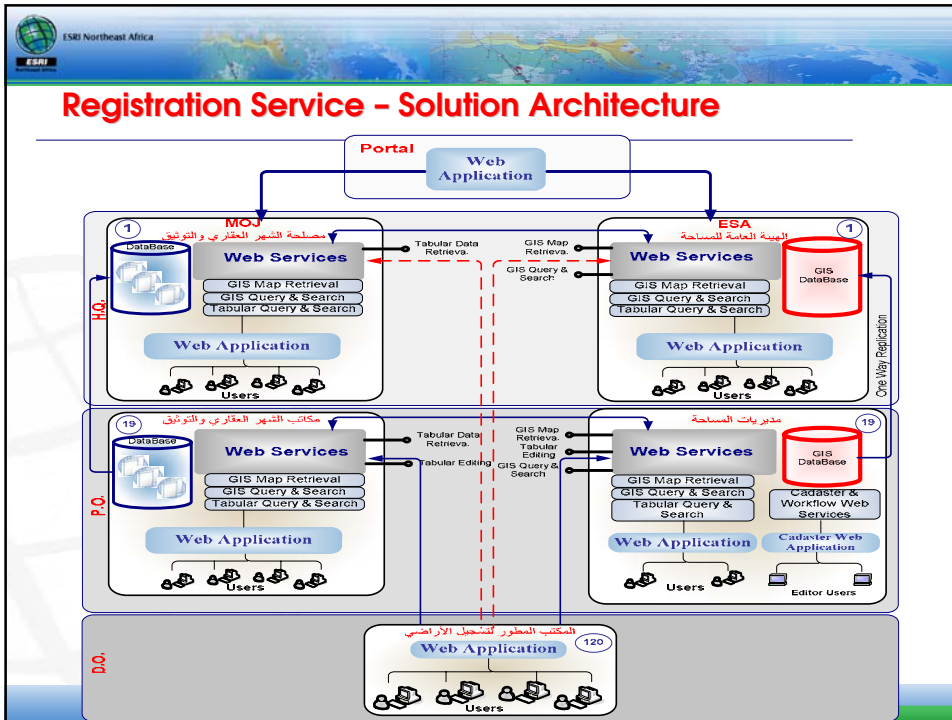 ESRI Northeast Africa
ESRI
Northeast Africa
Registration Service – Solution Architecture
Portal
Web
Application
H.Q.
1
MOJ
مصلحة الشهر العقاري والتوثيق
DataBase
Web Services
GIS Map Retrieval
GIS Query & Search
Tabular Query & Search
Web Application
Users
Tabular Data
Retrieva.
GIS Map
Retrieva.
GIS Query &
Search
ESA
1
الهيئة العامة للمساحة
Web Services
GIS
DataBase
GIS Map Retrieval
GIS Query & Search
Tabular Query & Search
Web Application
Users
One Way Replication
P.O.
19
مكاتب الشهر العقاري والتوثيق
DataBase
Web Services
GIS Map Retrieval
GIS Query & Search
Tabular Query & Search
Web Application
Users
Tabular Data
Retrieva.
Tabular Editing
GIS Map
Retrieva.
Tabular
Editing
GIS Query &
Search
مديريات المساحة
19
Web Services
GIS
DataBase
GIS Map Retrieval
GIS Query & Search
Tabular Query &
Search
Web Application
Users
Cadaster &
Workflow Web
Services
Cadaster Web
Application
Editor Users
D.O.
المكتب المطور لتسجيل الأراضي
120
Web Application
Users